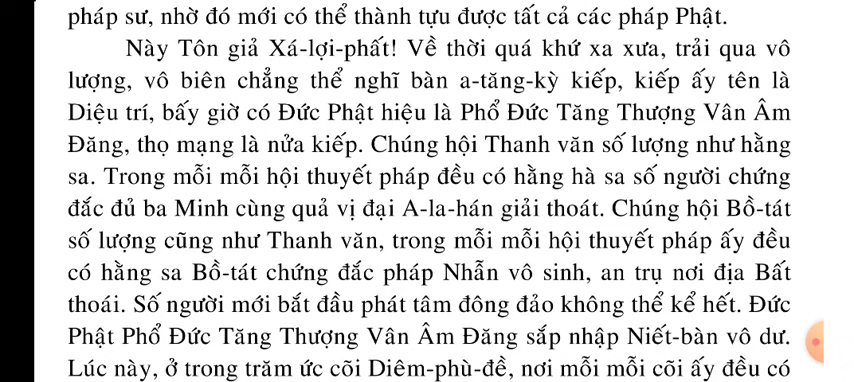 pháp sư, nhờ đó mới có thể thành tựu được tất cả các pháp Phật.
Này Tôn giả Xá-lợi-phất! Về thời quá khứ xa xưa, trải qua vô
lượng, vô biên chẳng thể nghĩ bàn a-tăng-kỳ kiếp, kiếp ấy tên là
Diệu trí, bấy giờ có Đức Phật hiệu là Phổ Đức Tăng Thượng Vân Âm
Đăng, thọ mạng là nửa kiếp. Chúng hội Thanh văn số lượng như hằng
sa. Trong mỗi mỗi hội thuyết pháp đều có hằng hà sa số người chứng
đắc đủ ba Minh cùng quả vị đại A-la-hán giải thoát. Chúng hội Bồ-tát
số lượng cũng như Thanh văn, trong mỗi mỗi hội thuyết pháp ấy đều
có hằng sa Bồ-tát chứng đắc pháp Nhẫn vô sinh, an trụ nơi địa Bất
thoái. Số người mới bắt đầu phát tâm đông đảo không thể kể hết. Đức
Phật Phổ Đức Tăng Thượng Vân Âm Đăng sắp nhập Niết-bàn vô dư.
Lúc này, ở trong trăm ức cõi Diêm-phù-đề, nơi mỗi mỗi cõi ấy đều có